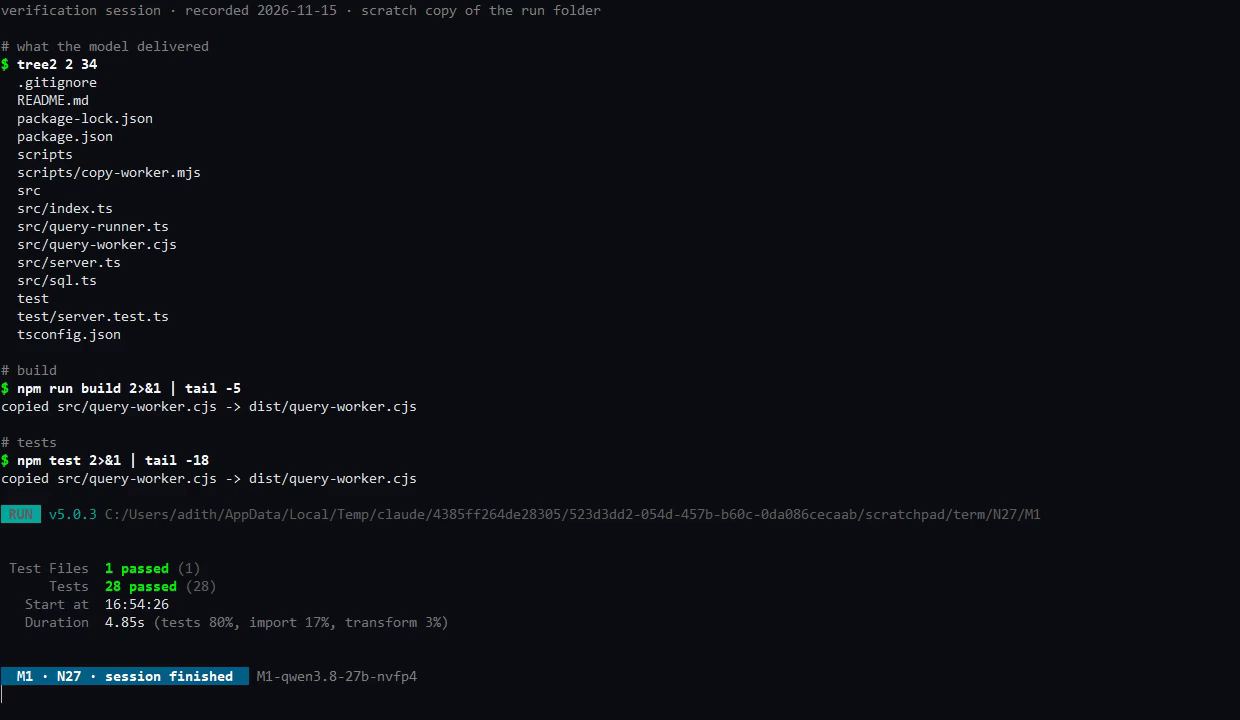 verification session · recorded 2026-11-15 · scratch copy of the run folder
# what the model delivered
$ tree2 2 34
.gitignore
README.md
package-lock.json
package.json
scripts
scripts/copy-worker.mjs
src
src/index.ts
src/query-runner.ts
src/query-worker.cjs
src/server.ts
src/sql.ts
test
test/server.test.ts
tsconfig.json
# build
$ npm run build 2>&1 | tail -5
copied src/query-worker.cjs -> dist/query-worker.cjs
# tests
$ npm test 2>&1 | tail -18
copied src/query-worker.cjs -> dist/query-worker.cjs
RUN v5.0.3 C:/Users/adith/AppData/Local/Temp/claude/4385ff264de28305/523d3dd2-054d-457b-b60c-0da086cecaab/scratchpad/term/N27/M1
Test Files 1 passed (1)
Tests 28 passed (28)
Start at 16:54:26
Duration 4.85s (tests 80%, import 17%, transform 3%)
M1 · N27 · session finished M1-qwen3.8-27b-nvfp4